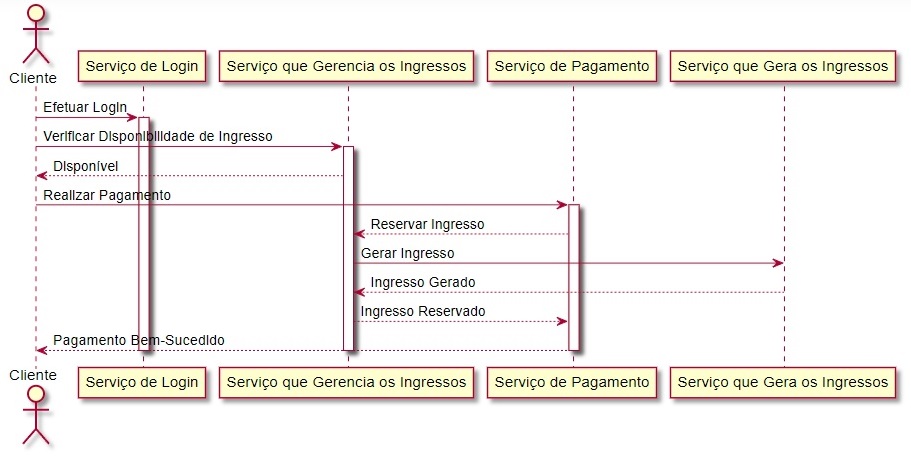 Cliente
Serviço de Login
Serviço que Gerencia os Ingressos
Serviço de Pagamento
Serviço que Gera os Ingressos
Efetuar Login
Verificar Disponibilidade de Ingresso
Disponível
Realizar Pagamento
Reservar Ingresso
Gerar Ingresso
Ingresso Gerado
Ingresso Reservado
Pagamento Bem-Sucedido
Cliente
Serviço de Login
Serviço que Gerencia os Ingressos
Serviço de Pagamento
Serviço que Gera os Ingressos